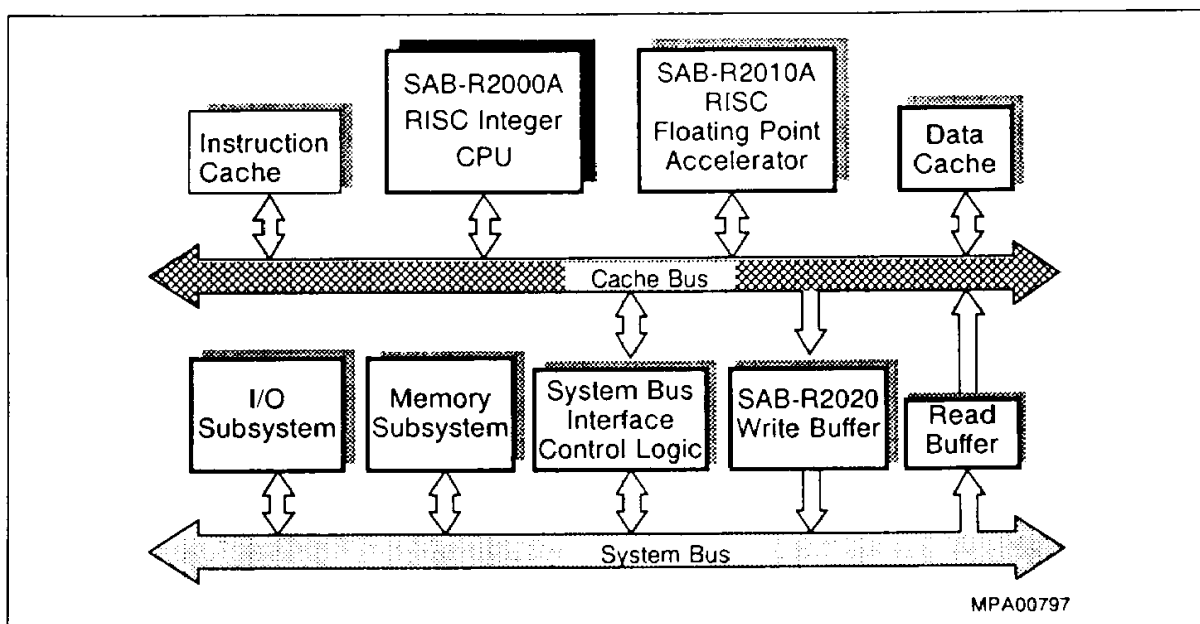 Instruction
Cache
SAB-R2000A
RISC Integer
CPU
SAB-R2010A
RISC
Floating Point
Accelerator
Data
Cache
Cache Bus
I/O
Subsystem
Memory
Subsystem
System Bus
Interface
Control Logic
SAB-R2020
Write Buffer
Read
Buffer
System Bus
MPA00797